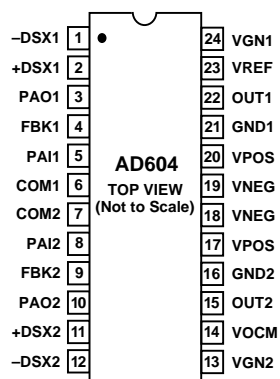 –DSX1 1
+DSX1 2
PAO1 3
FBK1 4
PAI1 5
COM1 6
COM2 7
PAI2 8
FBK2 9
PAO2 10
+DSX2 11
–DSX2 12
AD604
TOP VIEW
(Not to Scale)
24 VGN1
23 VREF
22 OUT1
21 GND1
20 VPOS
19 VNEG
18 VNEG
17 VPOS
16 GND2
15 OUT2
14 VOCM
13 VGN2